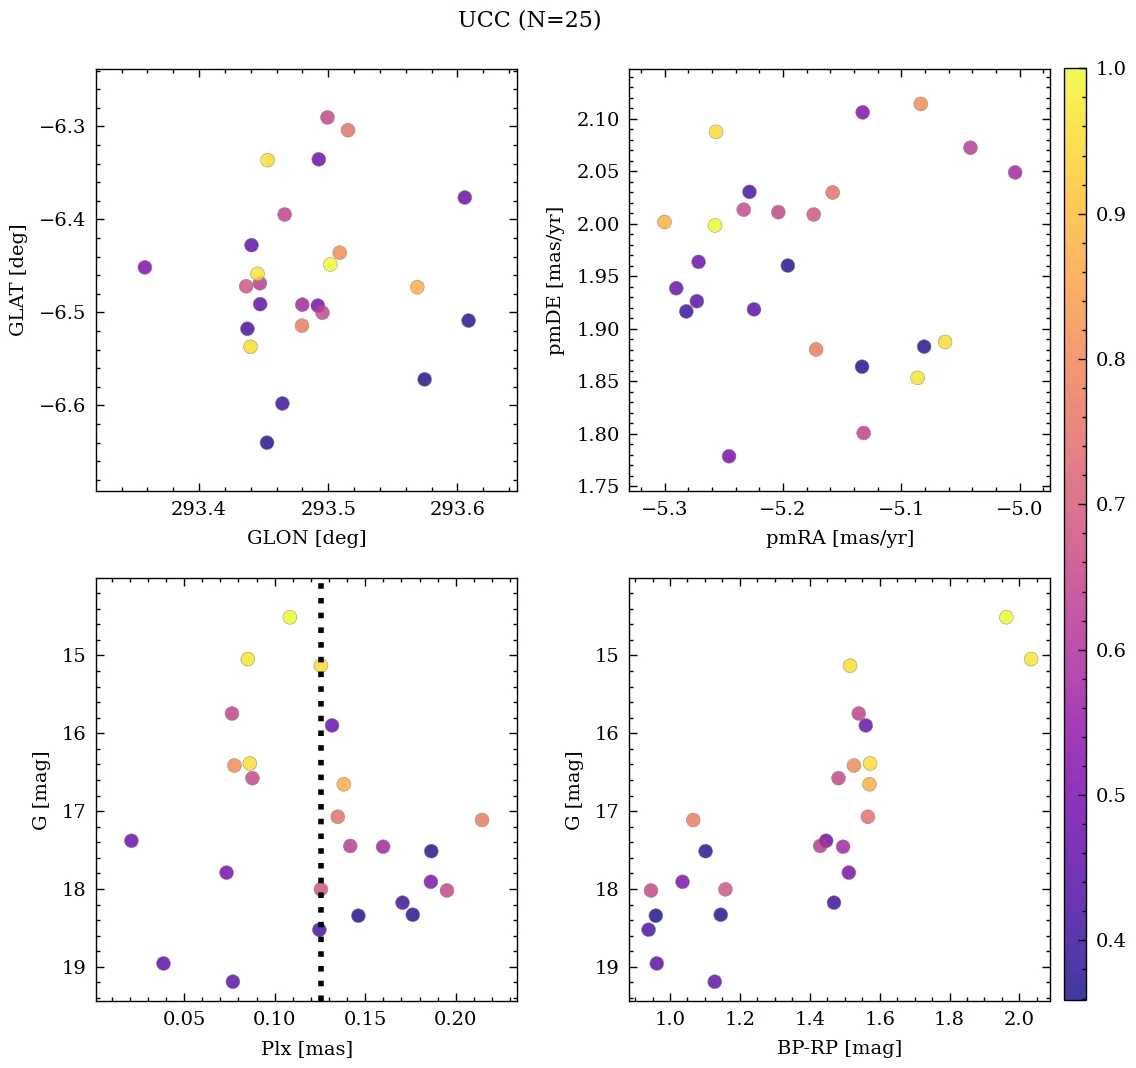 UCC (N=25)
−6.3
−6.4
−6.5
−6.6
GLAT [deg]
293.4 293.5 293.6
GLON [deg]
2.10
2.05
2.00
1.95
1.90
1.85
1.80
1.75
pmDE [mas/yr]
−5.3 −5.2 −5.1 −5.0
pmRA [mas/yr]
15
16
17
18
19
G [mag]
0.05 0.10 0.15 0.20
Plx [mas]
15
16
17
18
19
G [mag]
1.0 1.2 1.4 1.6 1.8 2.0
BP-RP [mag]
1.0
0.9
0.8
0.7
0.6
0.5
0.4